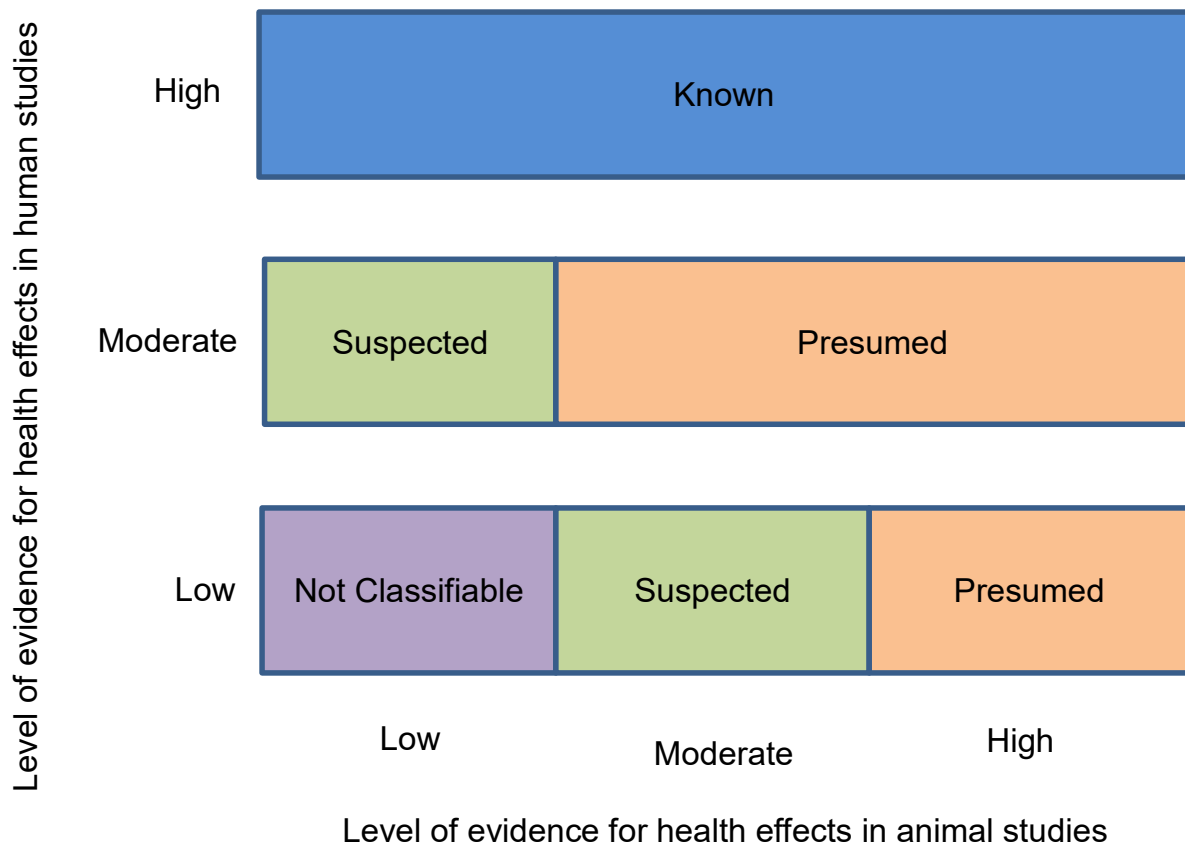 Level of evidence for health effects in human studies
High
Known
Moderate
Suspected
Presumed
Low
Not Classifiable
Suspected
Presumed
Low
Moderate
High
Level of evidence for health effects in animal studies